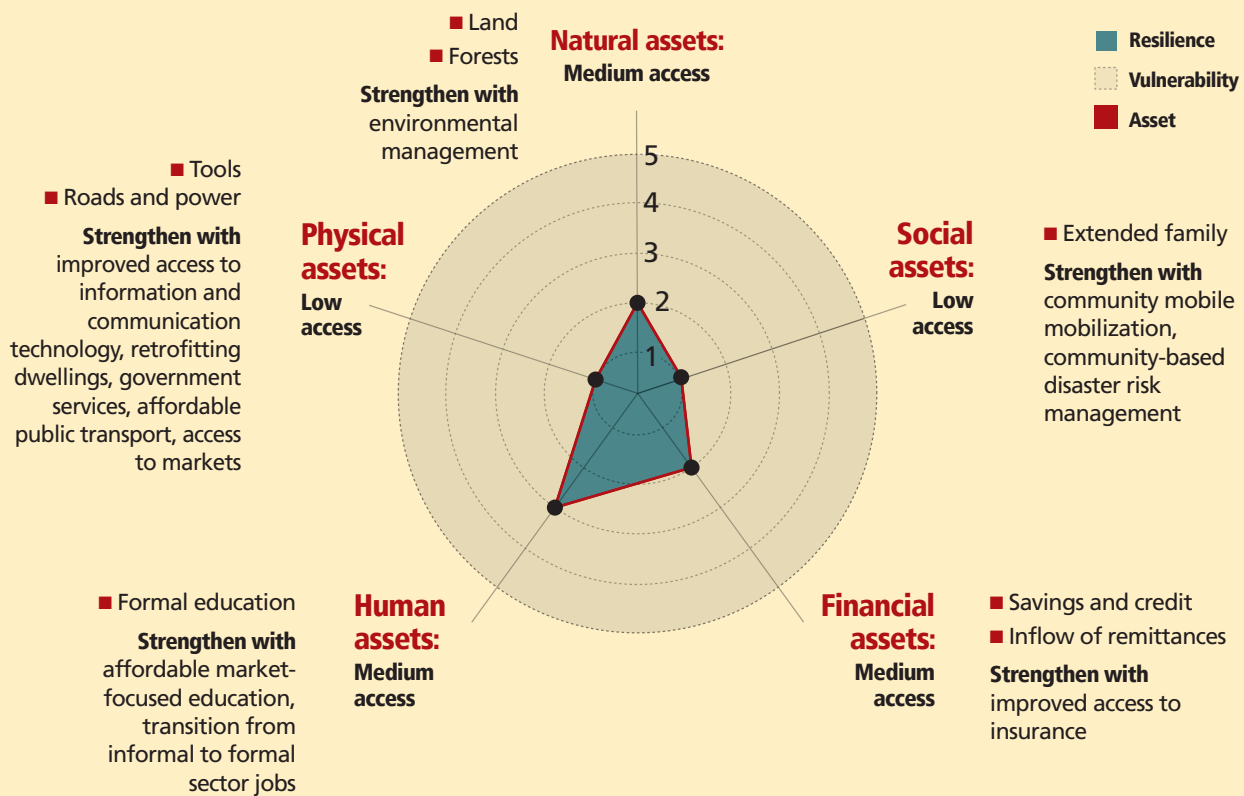 ■ Land
■ Forests
Strengthen with
environmental
management
Natural assets:
Medium access
Resilience
Vulnerability
Asset
■ Tools
■ Roads and power
Strengthen with
improved access to
information and
communication
technology, retrofitting
dwellings, government
services, affordable
public transport, access
to markets
Physical
assets:
Low
access
5
4
3
2
1
Social
assets:
Low
access
■ Extended family
Strengthen with
community mobile
mobilization,
community-based
disaster risk
management
■ Formal education
Strengthen with
affordable market-
focused education,
transition from
informal to formal
sector jobs
Human
assets:
Medium
access
Financial
assets:
Medium
access
■ Savings and credit
■ Inflow of remittances
Strengthen with
improved access to
insurance